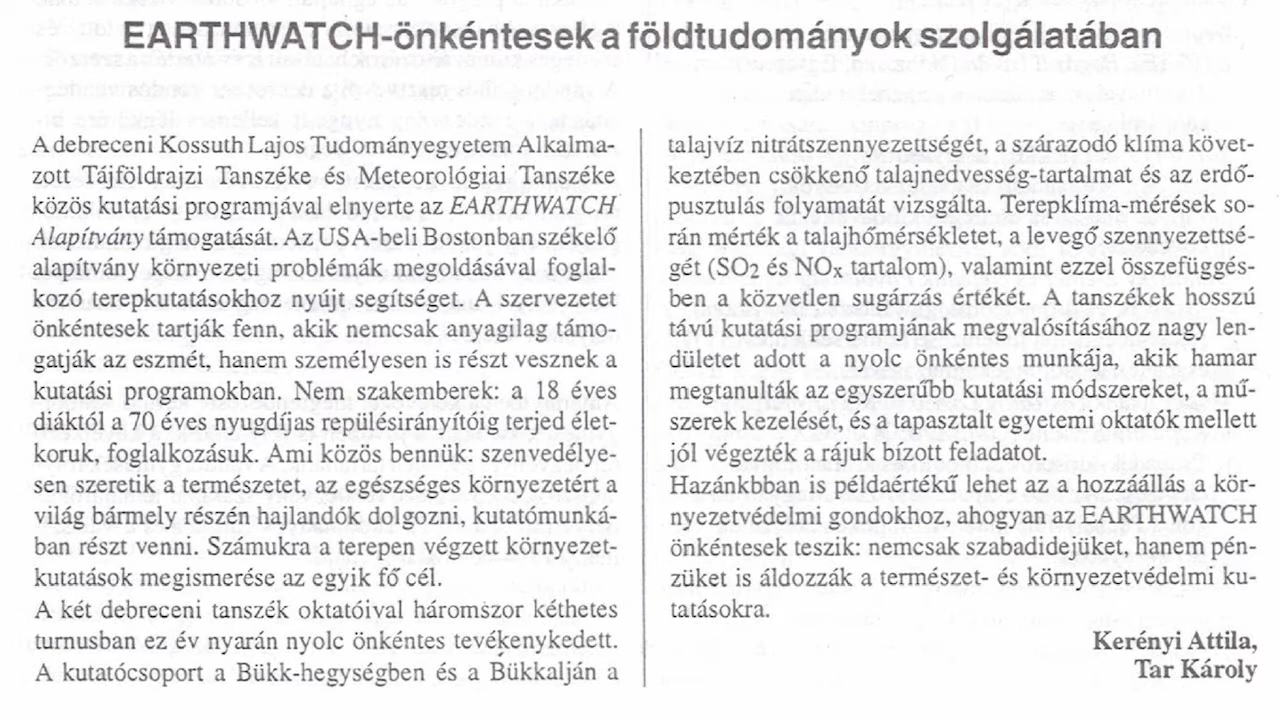 EARTHWATCH-önkéntesek a földtudományok szolgálatában
A debreceni Kossuth Lajos Tudományegyetem Alkalma-
zott Tájföldrajzi Tanszéke és Meteorológiai Tanszéke
közös kutatási programjával elnyerte az EARTHWATCH
Alapítvány támogatását. Az USA-beli Bostonban székelő
alapítvány környezeti problémák megoldásával foglal-
kozó terepkutatásokhoz nyújt segítséget. A szervezetet
önkéntesek tartják fenn, akik nemcsak anyagilag támo-
gatják az eszmét, hanem személyesen is részt vesznek a
kutatási programokban. Nem szakemberek: a 18 éves
diáktól a 70 éves nyugdíjas repülésirányítóig terjed élet-
koruk, foglalkozásuk. Ami közös bennük: szenvedélye-
sen szeretik a természetet, az egészséges környezetért a
világ bármely részén hajlandók dolgozni, kutatómunká-
ban részt venni. Számukra a terepen végzett környezet-
kutatások megismerése az egyik fő cél.
A két debreceni tanszék oktatóival háromszor kéthetes
turnusban ez év nyarán nyolc önkéntes tevékenykedett.
A kutatócsoport a Bükk-hegységben és a Bükkalján a
talajvíz nitrátszennyezettségét, a szárazodó klíma követ-
keztében csökkenő talajnedvesség-tartalmat és az erdő-
pusztulás folyamatát vizsgálta. Terepklíma-mérések so-
rán mérték a talajhőmérsékletet, a levegő szennyezettsé-
gét (SO₂ és NOₓ tartalom), valamint ezzel összefüggés-
ben a közvetlen sugárzás értékét. A tanszékek hosszú
távú kutatási programjának megvalósításához nagy len-
dületet adott a nyolc önkéntes munkája, akik hamar
megtanulták az egyszerűbb kutatási módszereket, a mű-
szerek kezelését, és a tapasztalt egyetemi oktatók mellett
jól végezték a rájuk bízott feladatot.
Hazánkbban is példaértékű lehet az a hozzáállás a kör-
nyezetvédelmi gondokhoz, ahogyan az EARTHWATCH
önkéntesek teszik: nemcsak szabadidejüket, hanem pén-
züket is áldozzák a természet- és környezetvédelmi ku-
tatásokra.
Kerényi Attila,
Tar Károly